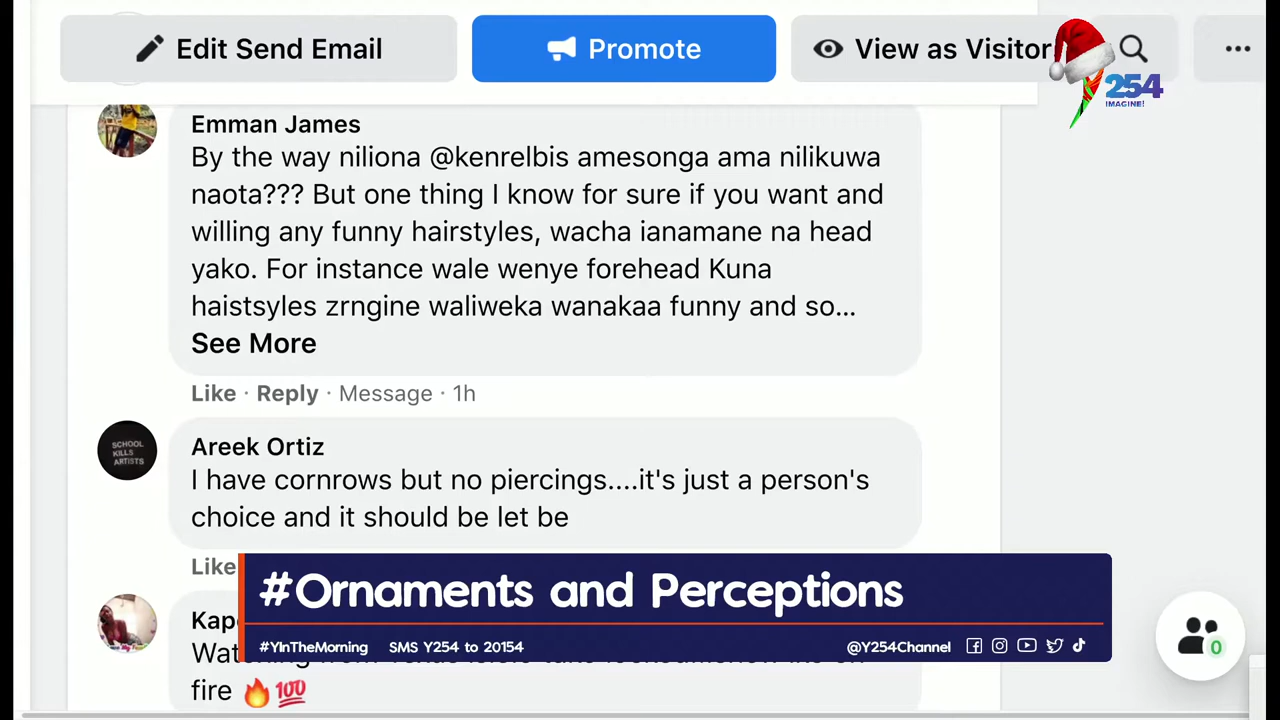 Edit Send Email
Promote
View as Visitor
254
IMAGINE!
Emman James
By the way niliona @kenrelbis amesonga ama nilikuwa
naota??? But one thing I know for sure if you want and
willing any funny hairstyles, wacha ianamane na head
yako. For instance wale wenye forehead Kuna
haistsyles zrngine waliweka wanakaa funny and so...
See More
Like · Reply · Message · 1h
SCHOOL
KILLS
ARTISTS
Areek Ortiz
I have cornrows but no piercings....it's just a person's
choice and it should be let be
Like
#Ornaments and Perceptions
#YInTheMorning SMS Y254 to 20154 @Y254Channel
fire 🔥💯
0